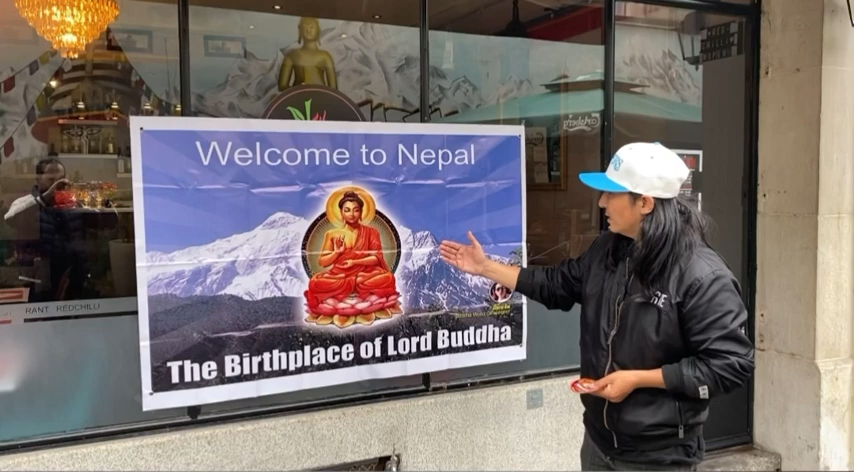 Welcome to Nepal
The Birthplace of Lord Buddha
RANT REDCHILLI